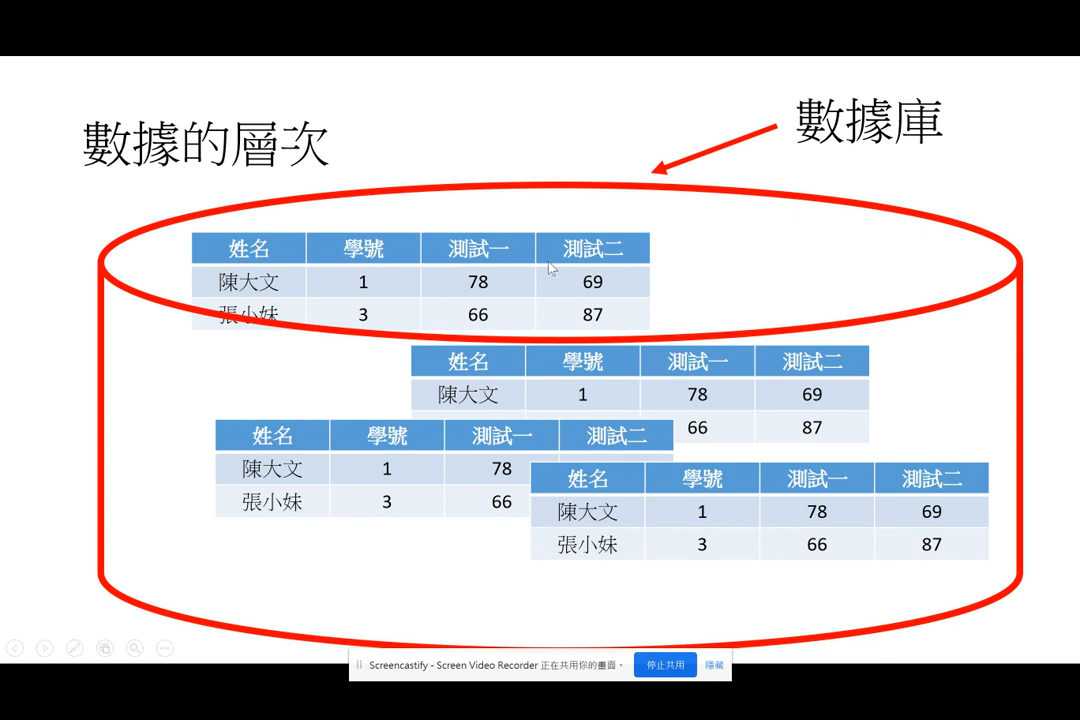 數據的層次
數據庫
姓名 學號 測試一 測試二
陳大文 1 78 69
張小妹 3 66 87
姓名 學號 測試一 測試二
陳大文 1 78 69
66 87
姓名 學號 測試一 測試二
陳大文 1 78
張小妹 3 66
姓名 學號 測試一 測試二
陳大文 1 78 69
張小妹 3 66 87
Screencastify - Screen Video Recorder 正在共用你的畫面。 停止共用 隱藏